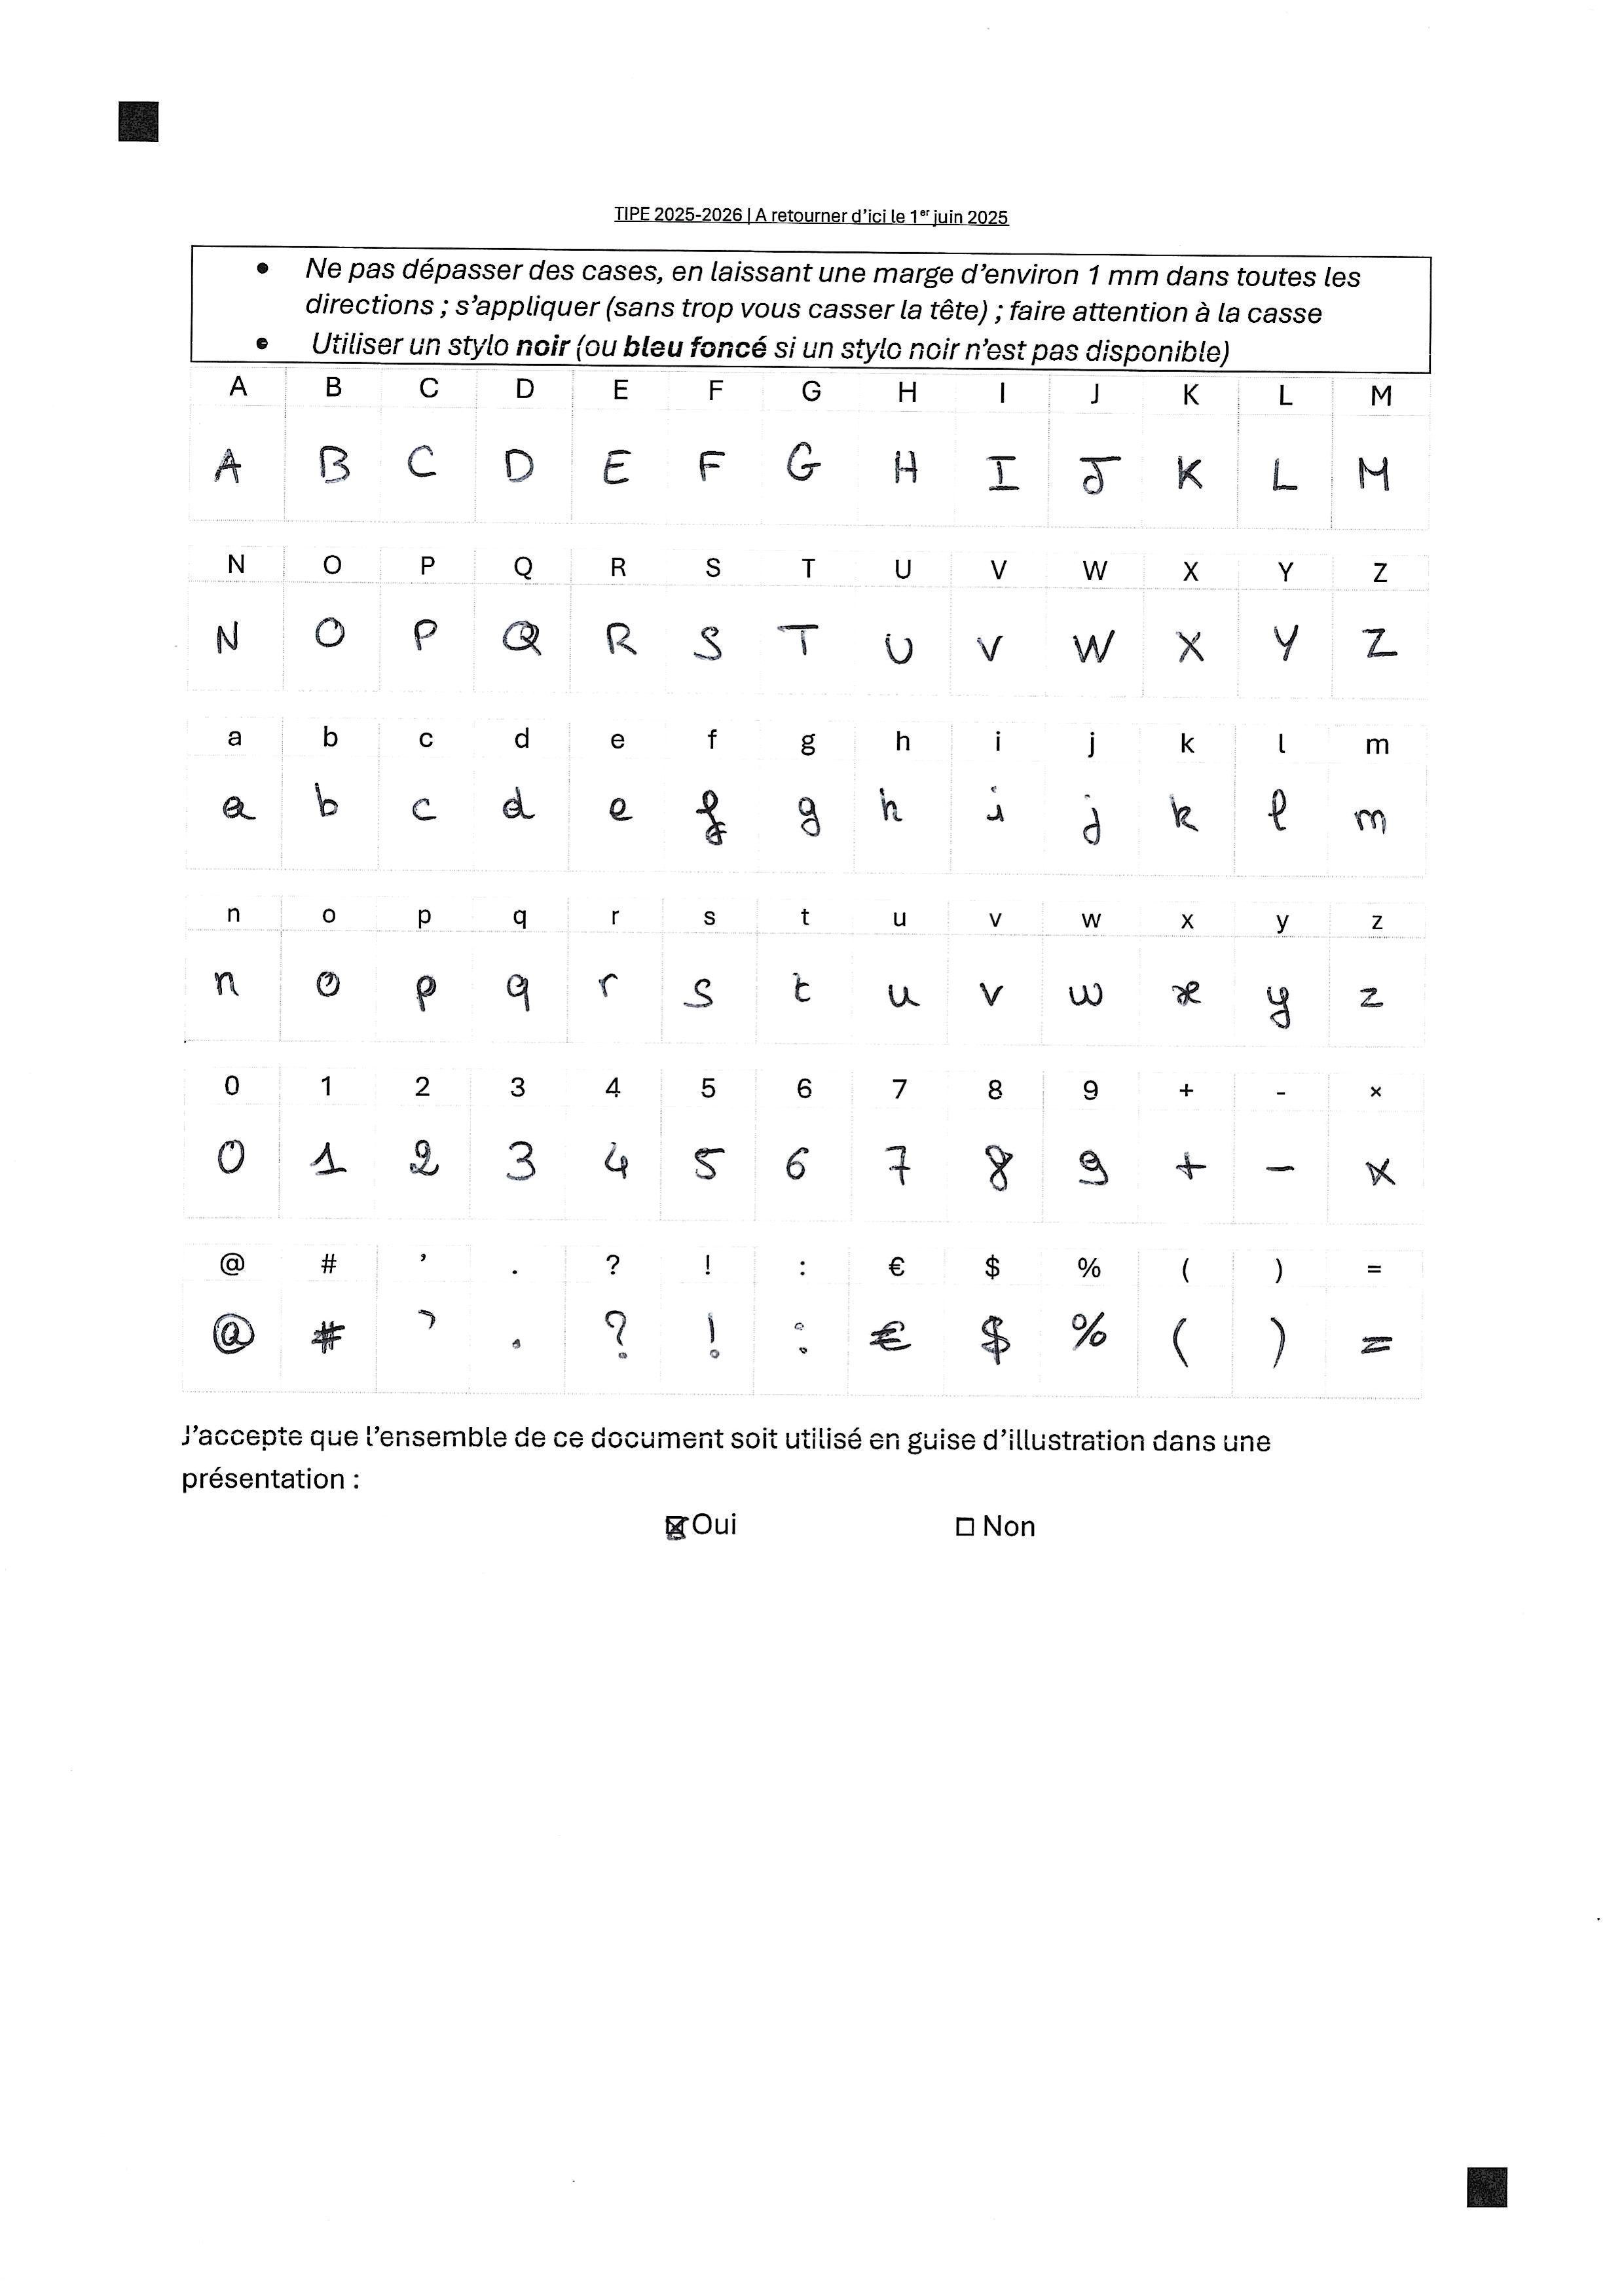 TIPE 2025-2026 | A retourner d'ici le 1er juin 2025
• Ne pas dépasser des cases, en laissant une marge d'environ 1 mm dans toutes les
directions ; s'appliquer (sans trop vous casser la tête) ; faire attention à la casse
• Utiliser un stylo noir (ou bleu foncé si un stylo noir n'est pas disponible)
A B C D E F G H I J K L M
A B C D E F G H I J K L M
N O P Q R S T U V W X Y Z
N O P Q R S T U V W X Y Z
a b c d e f g h i j k l m
a b c d e f g h i j k l m
n o p q r s t u v w x y z
n o p q r s t u v w x y z
0 1 2 3 4 5 6 7 8 9 + - ×
0 1 2 3 4 5 6 7 8 9 + - ×
@ # ' . ? ! : € $ % ( ) =
@ # ' . ? ! : € $ % ( ) =
J'accepte que l'ensemble de ce document soit utilisé en guise d'illustration dans une
présentation :
☒ Oui ☐ Non